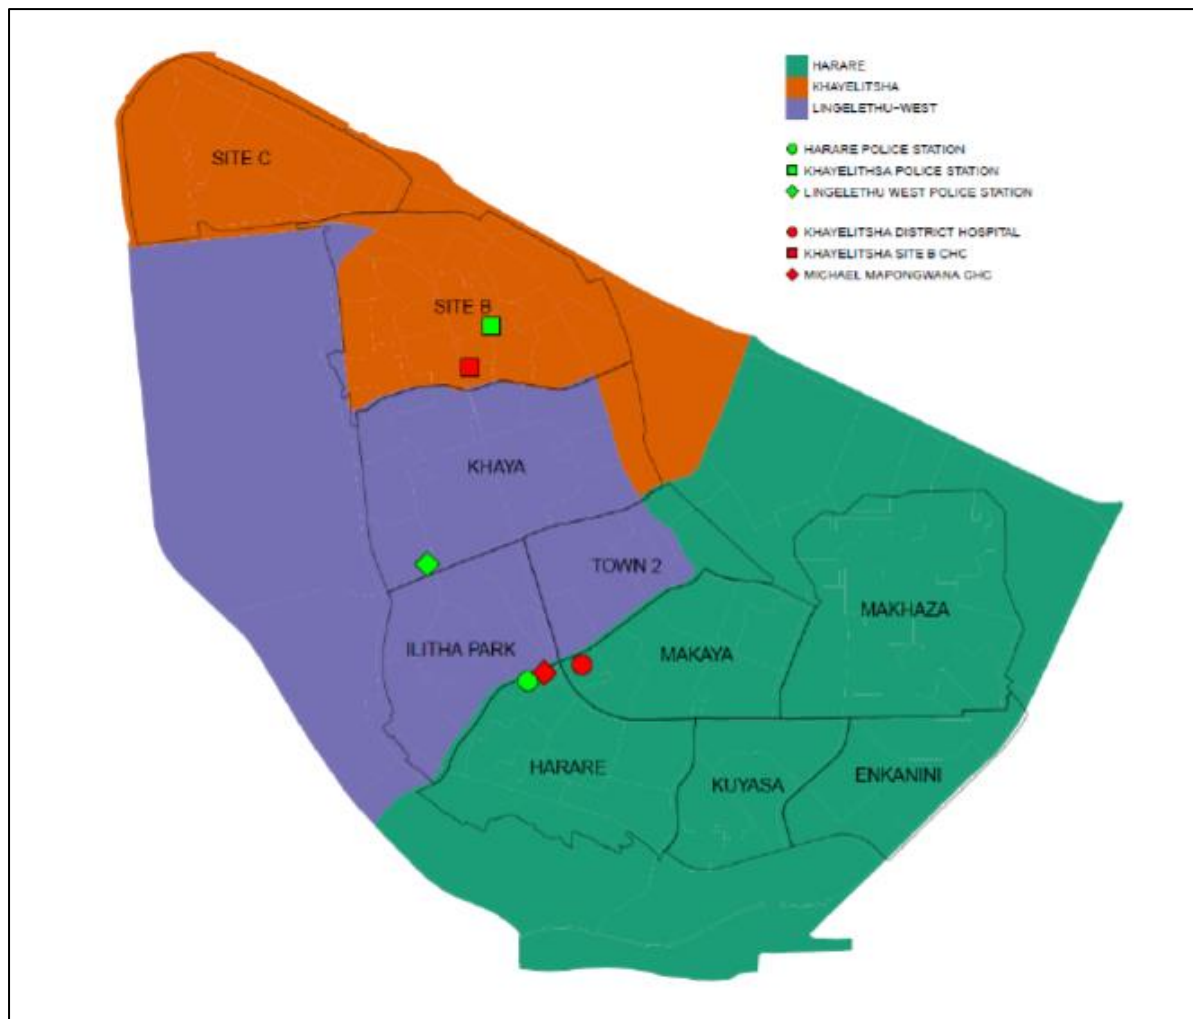 HARARE
KHAYELITSHA
LINGELETHU-WEST
HARARE POLICE STATION
KHAYELITHSA POLICE STATION
LINGELETHU WEST POLICE STATION
KHAYELITSHA DISTRICT HOSPITAL
KHAYELITSHA SITE B CHC
MICHAEL MAPONGWANA CHC
SITE C
SITE B
KHAYA
TOWN 2
MAKHAZA
ILITHA PARK
MAKAYA
HARARE
KUYASA
ENKANINI